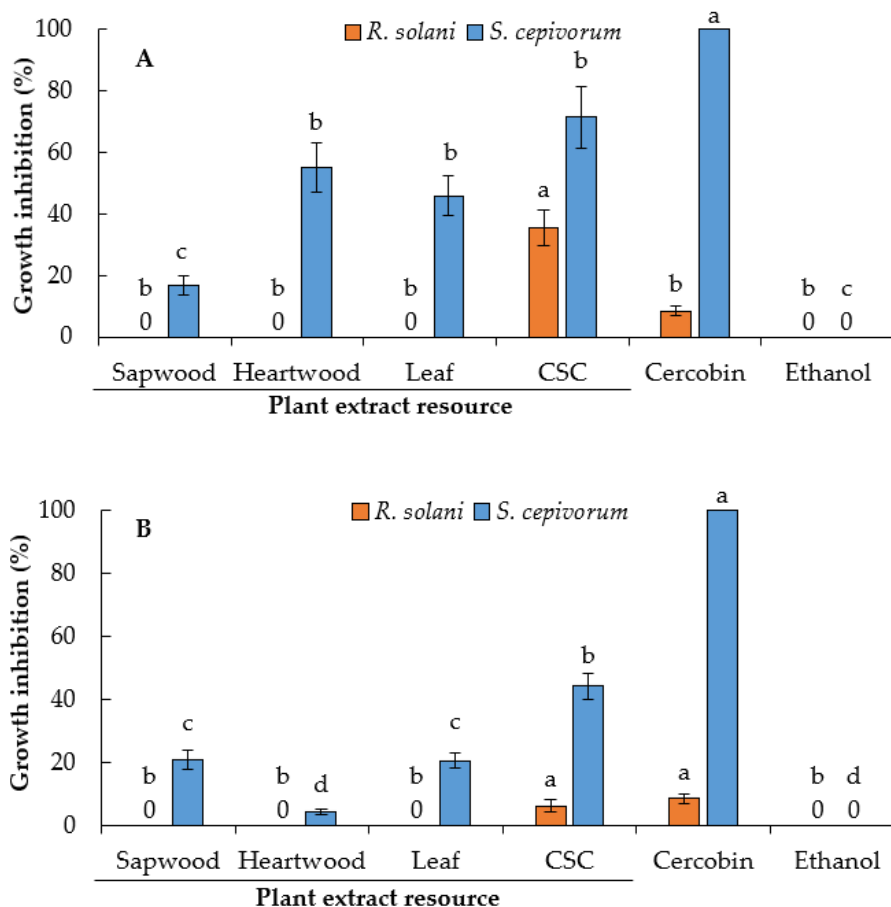 A
R. solani S. cepivorum
Growth inhibition (%)
100
80
60
40
20
0
b c
b b
b b
a b
b a
b c
0 0 0 0 0
Sapwood Heartwood Leaf CSC Cercobin Ethanol
Plant extract resource
B
R. solani S. cepivorum
Growth inhibition (%)
100
80
60
40
20
0
b c
b d
b c
a b
a a
b d
0 0 0 0 0
Sapwood Heartwood Leaf CSC Cercobin Ethanol
Plant extract resource